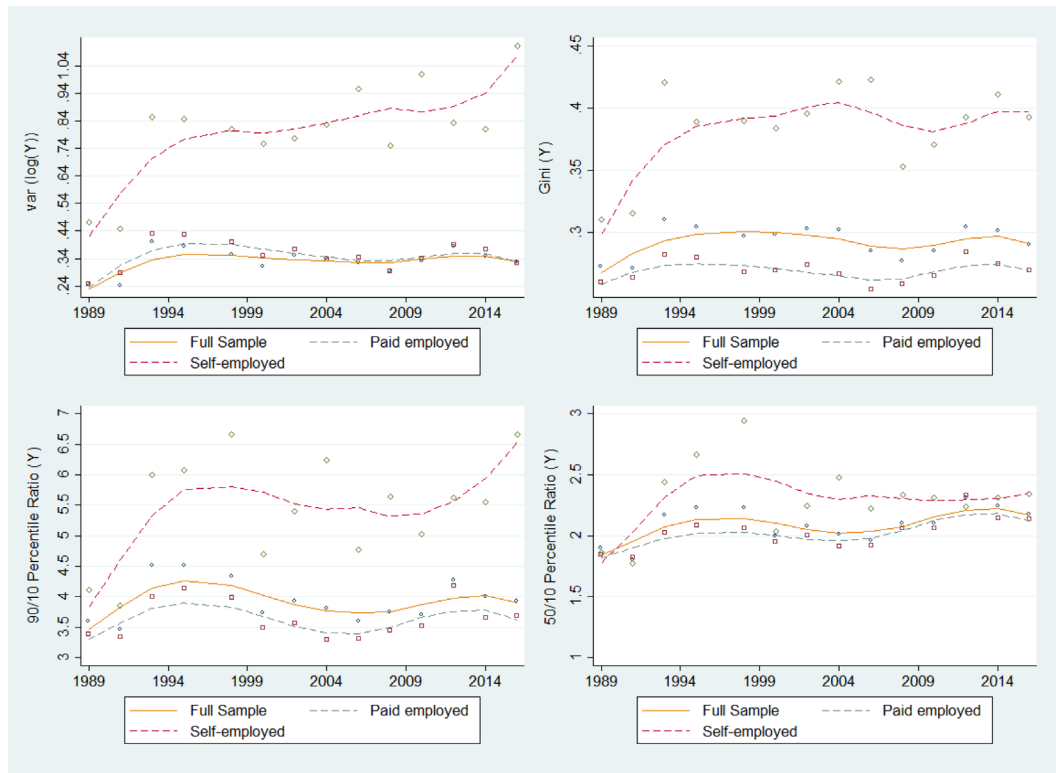 var (log(Y))
.24 .34 .44 .54 .64 .74 .84 .94 1.04
1989 1994 1999 2004 2009 2014
Full Sample Paid employed
Self-employed
Gini (Y)
.3 .35 .4 .45
1989 1994 1999 2004 2009 2014
Full Sample Paid employed
Self-employed
90/10 Percentile Ratio (Y)
3 3.5 4 4.5 5 5.5 6 6.5 7
1989 1994 1999 2004 2009 2014
Full Sample Paid employed
Self-employed
50/10 Percentile Ratio (Y)
1 1.5 2 2.5 3
1989 1994 1999 2004 2009 2014
Full Sample Paid employed
Self-employed